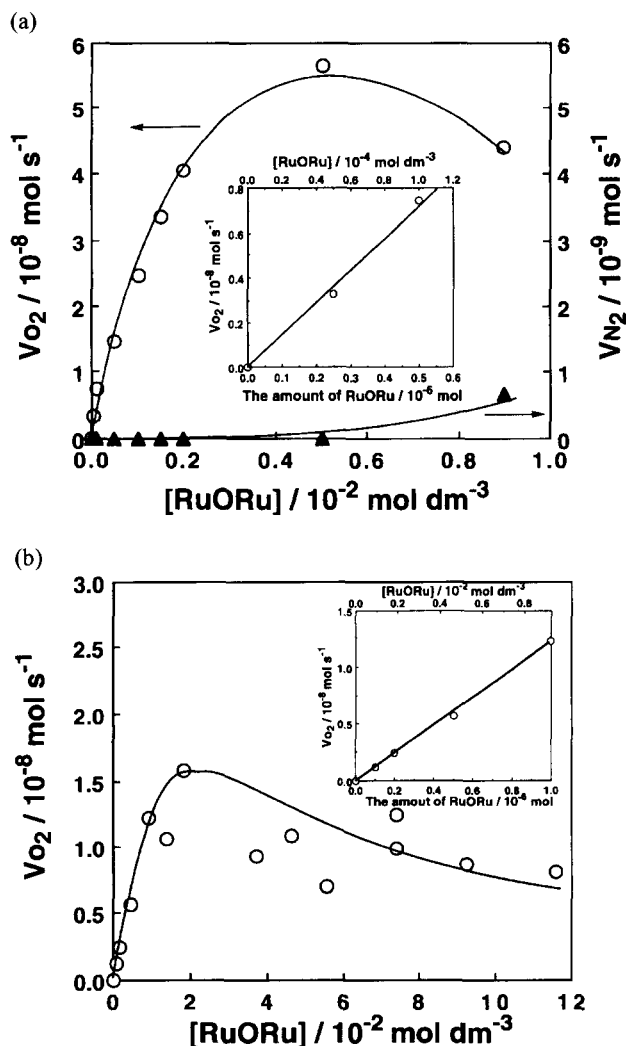 (a)
Vo2 / 10-8 mol s-1
6
5
4
3
2
1
0
[RuORu] / 10-4 mol dm-3
0.0 0.2 0.4 0.6 0.8 1.0 1.2
Vo2 / 10-8 mol s-1
0.8
0.6
0.4
0.2
0.0
0.0 0.1 0.2 0.3 0.4 0.5 0.6
The amount of RuORu / 10-6 mol
6
5
4
3
2
1
0
VN2 / 10-9 mol s-1
0.0 0.2 0.4 0.6 0.8 1.0
[RuORu] / 10-2 mol dm-3
(b)
Vo2 / 10-8 mol s-1
3.0
2.5
2.0
1.5
1.0
0.5
0.0
[RuORu] / 10-2 mol dm-3
0.0 0.2 0.4 0.6 0.8
Vo2 / 10-8 mol s-1
1.5
1.0
0.5
0.0
0.0 0.2 0.4 0.6 0.8 1.0
The amout of RuORu / 10-6 mol
0 2 4 6 8 10 12
[RuORu] / 10-2 mol dm-3